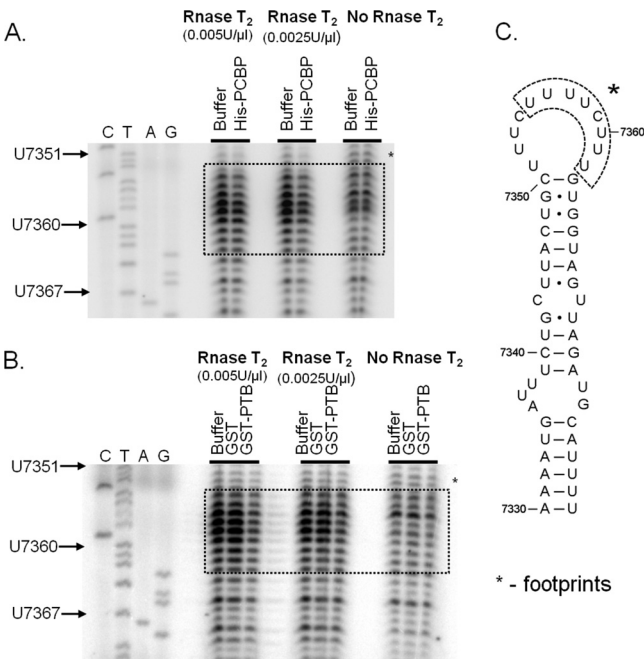 A.
Rnase T2 Rnase T2 No Rnase T2
(0.005U/µl) (0.0025U/µl)
Buffer His-PCBP Buffer His-PCBP Buffer His-PCBP
C T A G
U7351
*
U7360
U7367
B.
Rnase T2 Rnase T2 No Rnase T2
(0.005U/µl) (0.0025U/µl)
Buffer GST GST-PTB Buffer GST GST-PTB Buffer GST GST-PTB
C T A G
U7351
*
U7360
U7367
C.
*
U U U U
C C
U U 7360
U U
U U
C G
7350 G U
U G
C G
A U
U A
U G
C U
G U
U A
7340 C G
U A
U U
U A G
G C
U A
A U
A U
A U
7330 A U
* - footprints